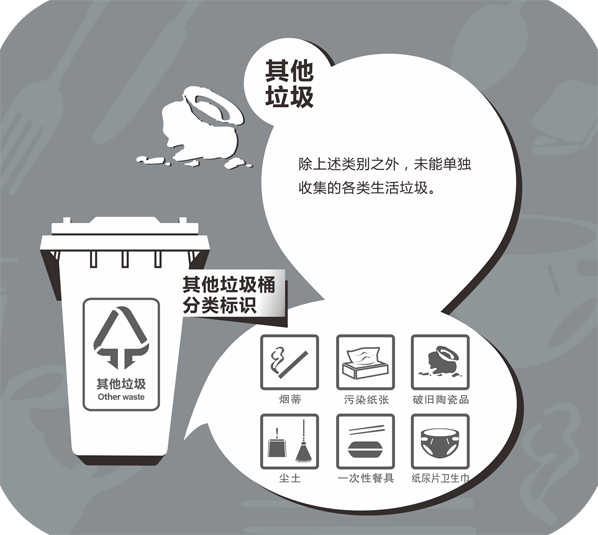 其他
垃圾
除上述类别之外，未能单独
收集的各类生活垃圾。
其他垃圾桶
分类标识
其他垃圾
Other waste
烟蒂
污染纸张
破旧陶瓷品
尘土
一次性餐具
纸尿片卫生巾